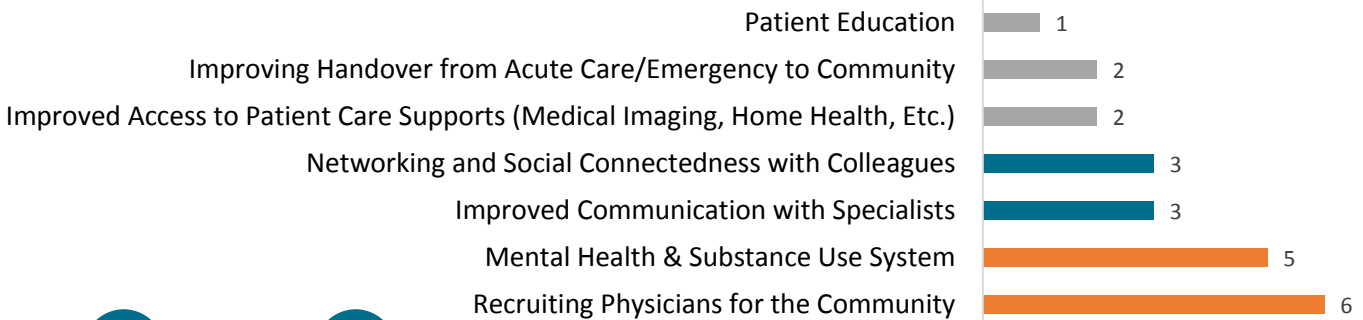 Patient Education 1
Improving Handover from Acute Care/Emergency to Community 2
Improved Access to Patient Care Supports (Medical Imaging, Home Health, Etc.) 2
Networking and Social Connectedness with Colleagues 3
Improved Communication with Specialists 3
Mental Health & Substance Use System 5
Recruiting Physicians for the Community 6